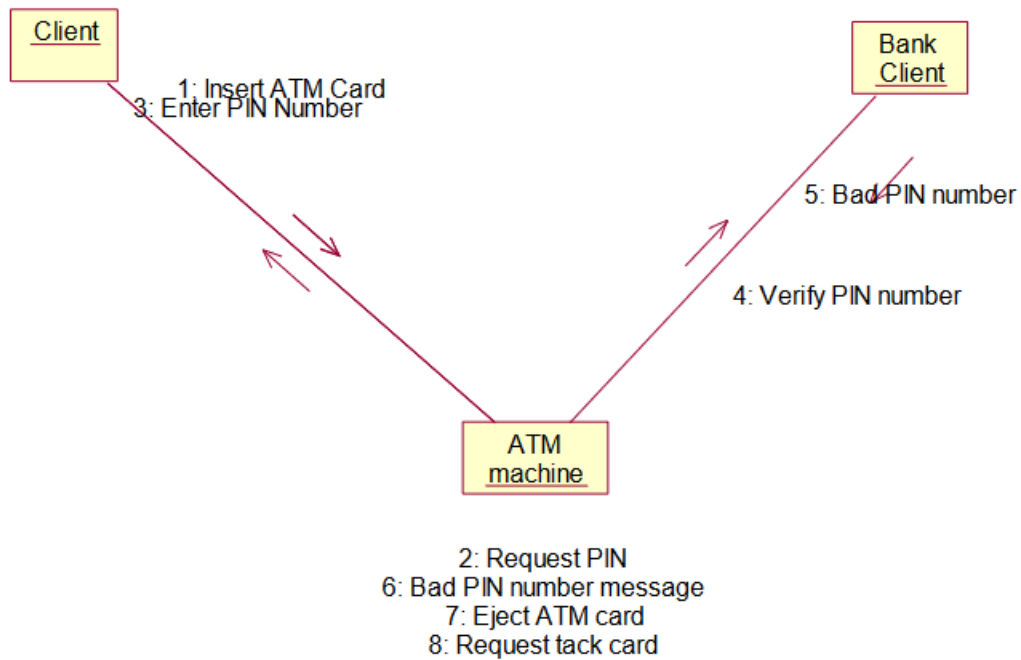 Client
Bank
Client
1: Insert ATM Card
3: Enter PIN Number
5: Bad PIN number
4: Verify PIN number
ATM
machine
2: Request PIN
6: Bad PIN number message
7: Eject ATM card
8: Request tack card